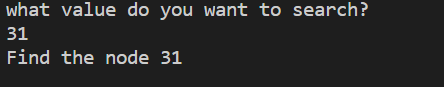 what value do you want to search?
31
Find the node 31